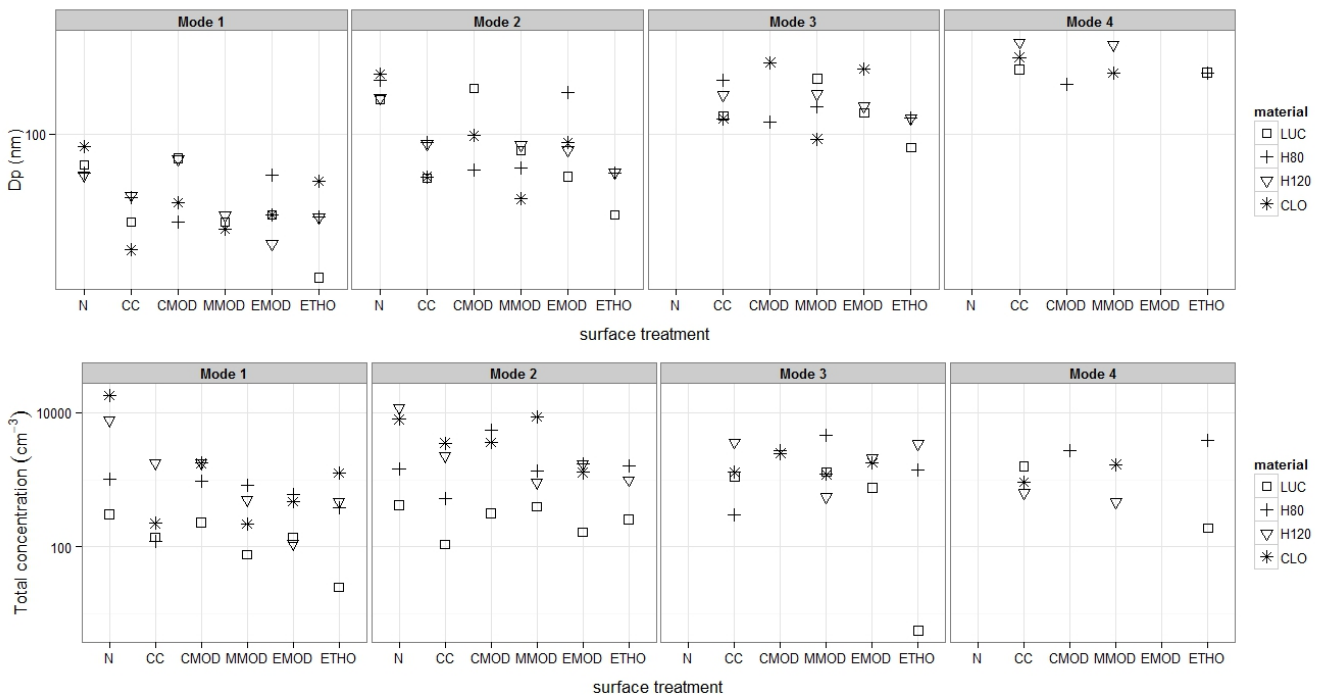 Mode 1 Mode 2 Mode 3 Mode 4
Dp (nm)
100
N CC CMOD MMOD EMOD ETHO N CC CMOD MMOD EMOD ETHO N CC CMOD MMOD EMOD ETHO N CC CMOD MMOD EMOD ETHO
surface treatment
material
LUC
H80
H120
CLO
Mode 1 Mode 2 Mode 3 Mode 4
Total concentration (cm⁻³)
10000
100
N CC CMOD MMOD EMOD ETHO N CC CMOD MMOD EMOD ETHO N CC CMOD MMOD EMOD ETHO N CC CMOD MMOD EMOD ETHO
surface treatment
material
LUC
H80
H120
CLO